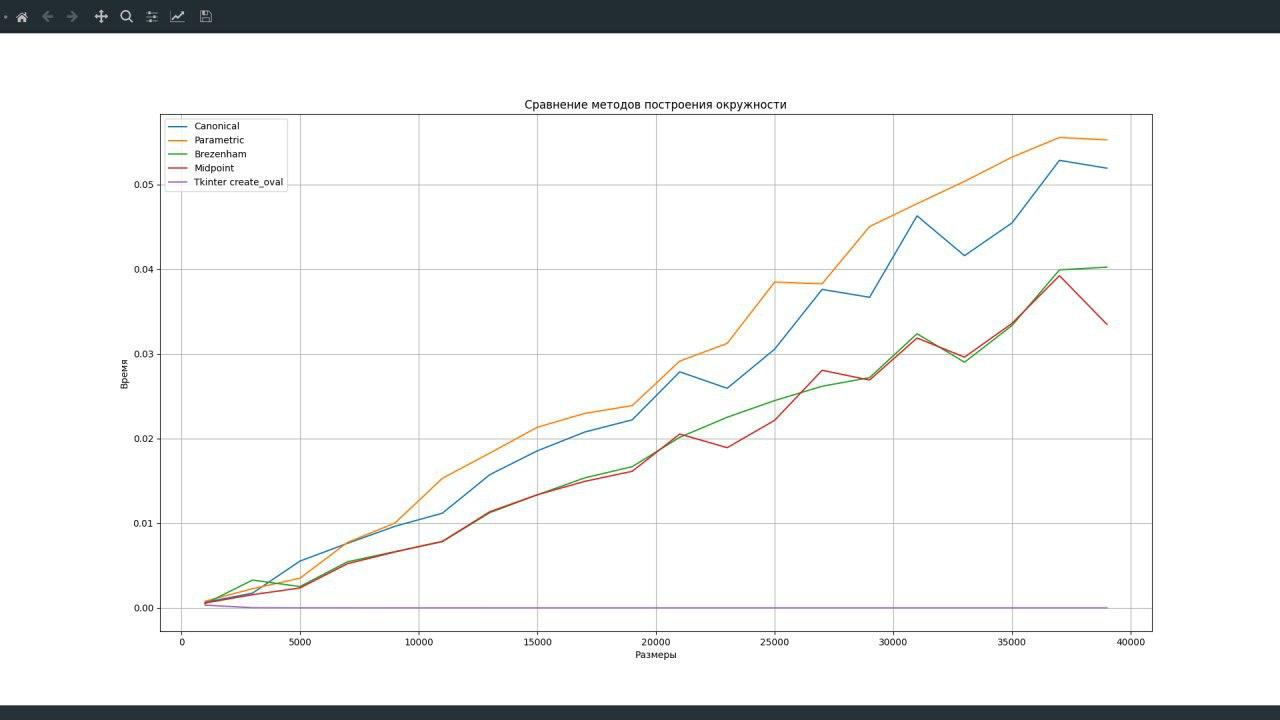 Сравнение методов построения окружности
Canonical
Parametric
Brezenham
Midpoint
Tkinter create_oval
Время
0.05
0.04
0.03
0.02
0.01
0.00
0 5000 10000 15000 20000 25000 30000 35000 40000
Размеры